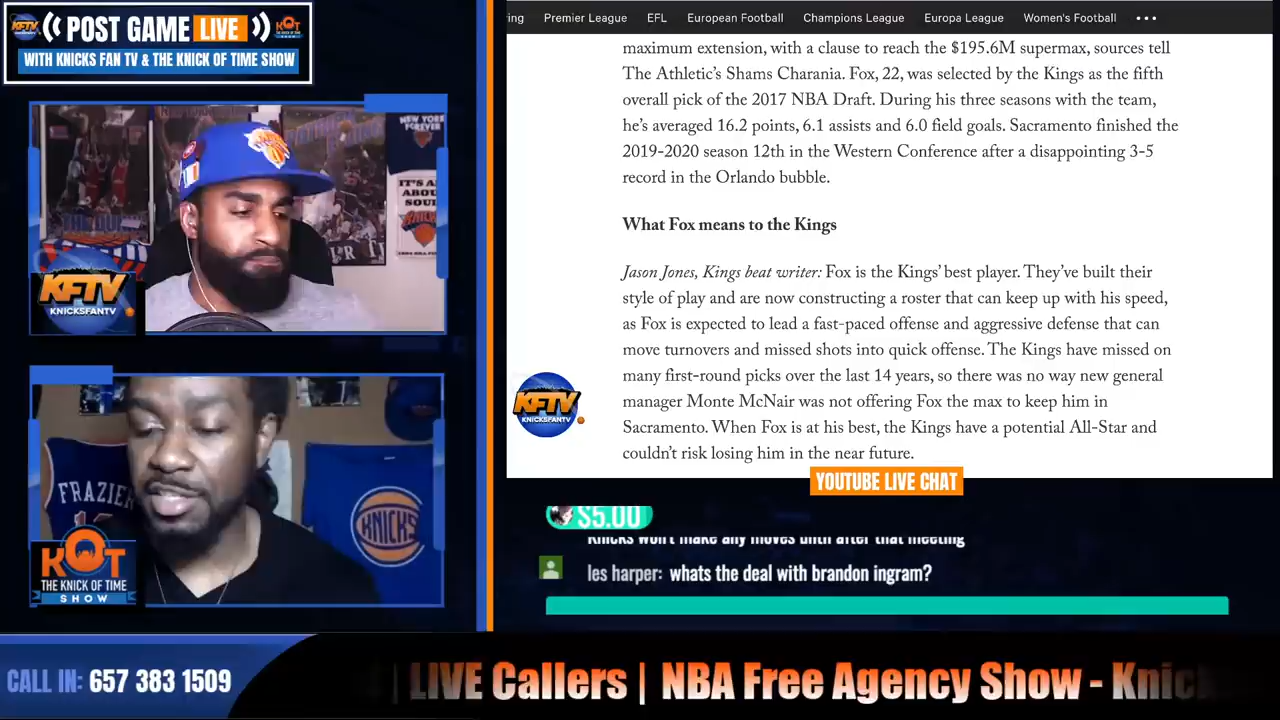 KFTV
POST GAME LIVE
KOT
WITH KNICKS FAN TV & THE KNICK OF TIME SHOW
NEW YORK
FOREVER
IT'S A
ABOU
SOUL
KNICKS
KFTV
KNICKSFANTV
FRAZIER
KNICKS
KOT
THE KNICK OF TIME
SHOW
ing Premier League EFL European Football Champions League Europa League Women's Football •••
maximum extension, with a clause to reach the $195.6M supermax, sources tell
The Athletic's Shams Charania. Fox, 22, was selected by the Kings as the fifth
overall pick of the 2017 NBA Draft. During his three seasons with the team,
he's averaged 16.2 points, 6.1 assists and 6.0 field goals. Sacramento finished the
2019-2020 season 12th in the Western Conference after a disappointing 3-5
record in the Orlando bubble.
What Fox means to the Kings
Jason Jones, Kings beat writer: Fox is the Kings' best player. They've built their
style of play and are now constructing a roster that can keep up with his speed,
as Fox is expected to lead a fast-paced offense and aggressive defense that can
move turnovers and missed shots into quick offense. The Kings have missed on
many first-round picks over the last 14 years, so there was no way new general
manager Monte McNair was not offering Fox the max to keep him in
Sacramento. When Fox is at his best, the Kings have a potential All-Star and
couldn't risk losing him in the near future.
KFTV
KNICKSFANTV
YOUTUBE LIVE CHAT
$5.00
Knicks won't make any moves until after that meeting
les harper: whats the deal with brandon ingram?
CALL IN: 657 383 1509
| LIVE Callers | NBA Free Agency Show - Knic